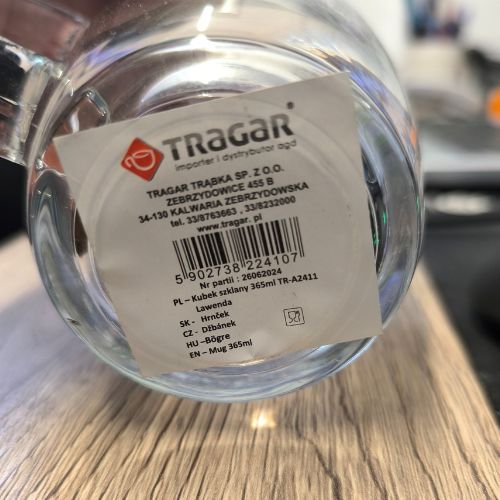 TRAGAR®
importer i dystrybutor agd
TRAGAR TRĄBKA SP. Z O.O.
ZEBRZYDOWICE 455 B
34-130 KALWARIA ZEBRZYDOWSKA
tel. 33/8763663 , 33/8232000
www.tragar.pl
5 902738 224107
Nr partii : 26062024
PL – Kubek szklany 365ml TR-A2411
Lawenda
SK - Hrnček
CZ - Džbánek
HU –Bögre
EN – Mug 365ml